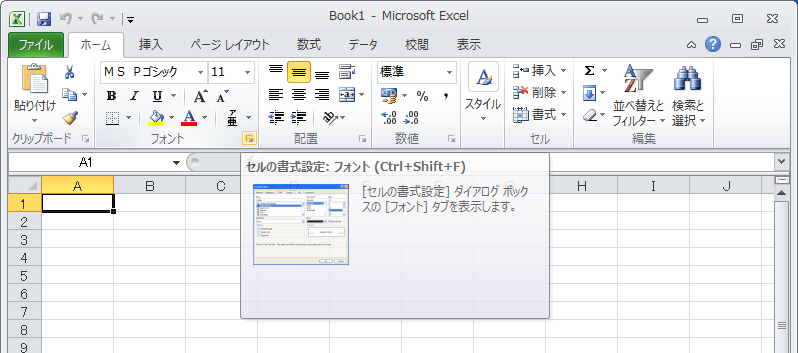 Book1 - Microsoft Excel
ファイル ホーム 挿入 ページ レイアウト 数式 データ 校閲 表示
ＭＳ Ｐゴシック 11 標準 挿入 Σ
貼り付け B I U A A % , スタイル 削除 並べ替えと フィルター 検索と 選択
A ア 亜 書式
クリップボード フォント 配置 数値 セル 編集
A1
セルの書式設定: フォント (Ctrl+Shift+F)
[セルの書式設定] ダイアログ ボック
スの [フォント] タブを表示します。
A B C H I J
1
2
3
4
5
6
7
8
9